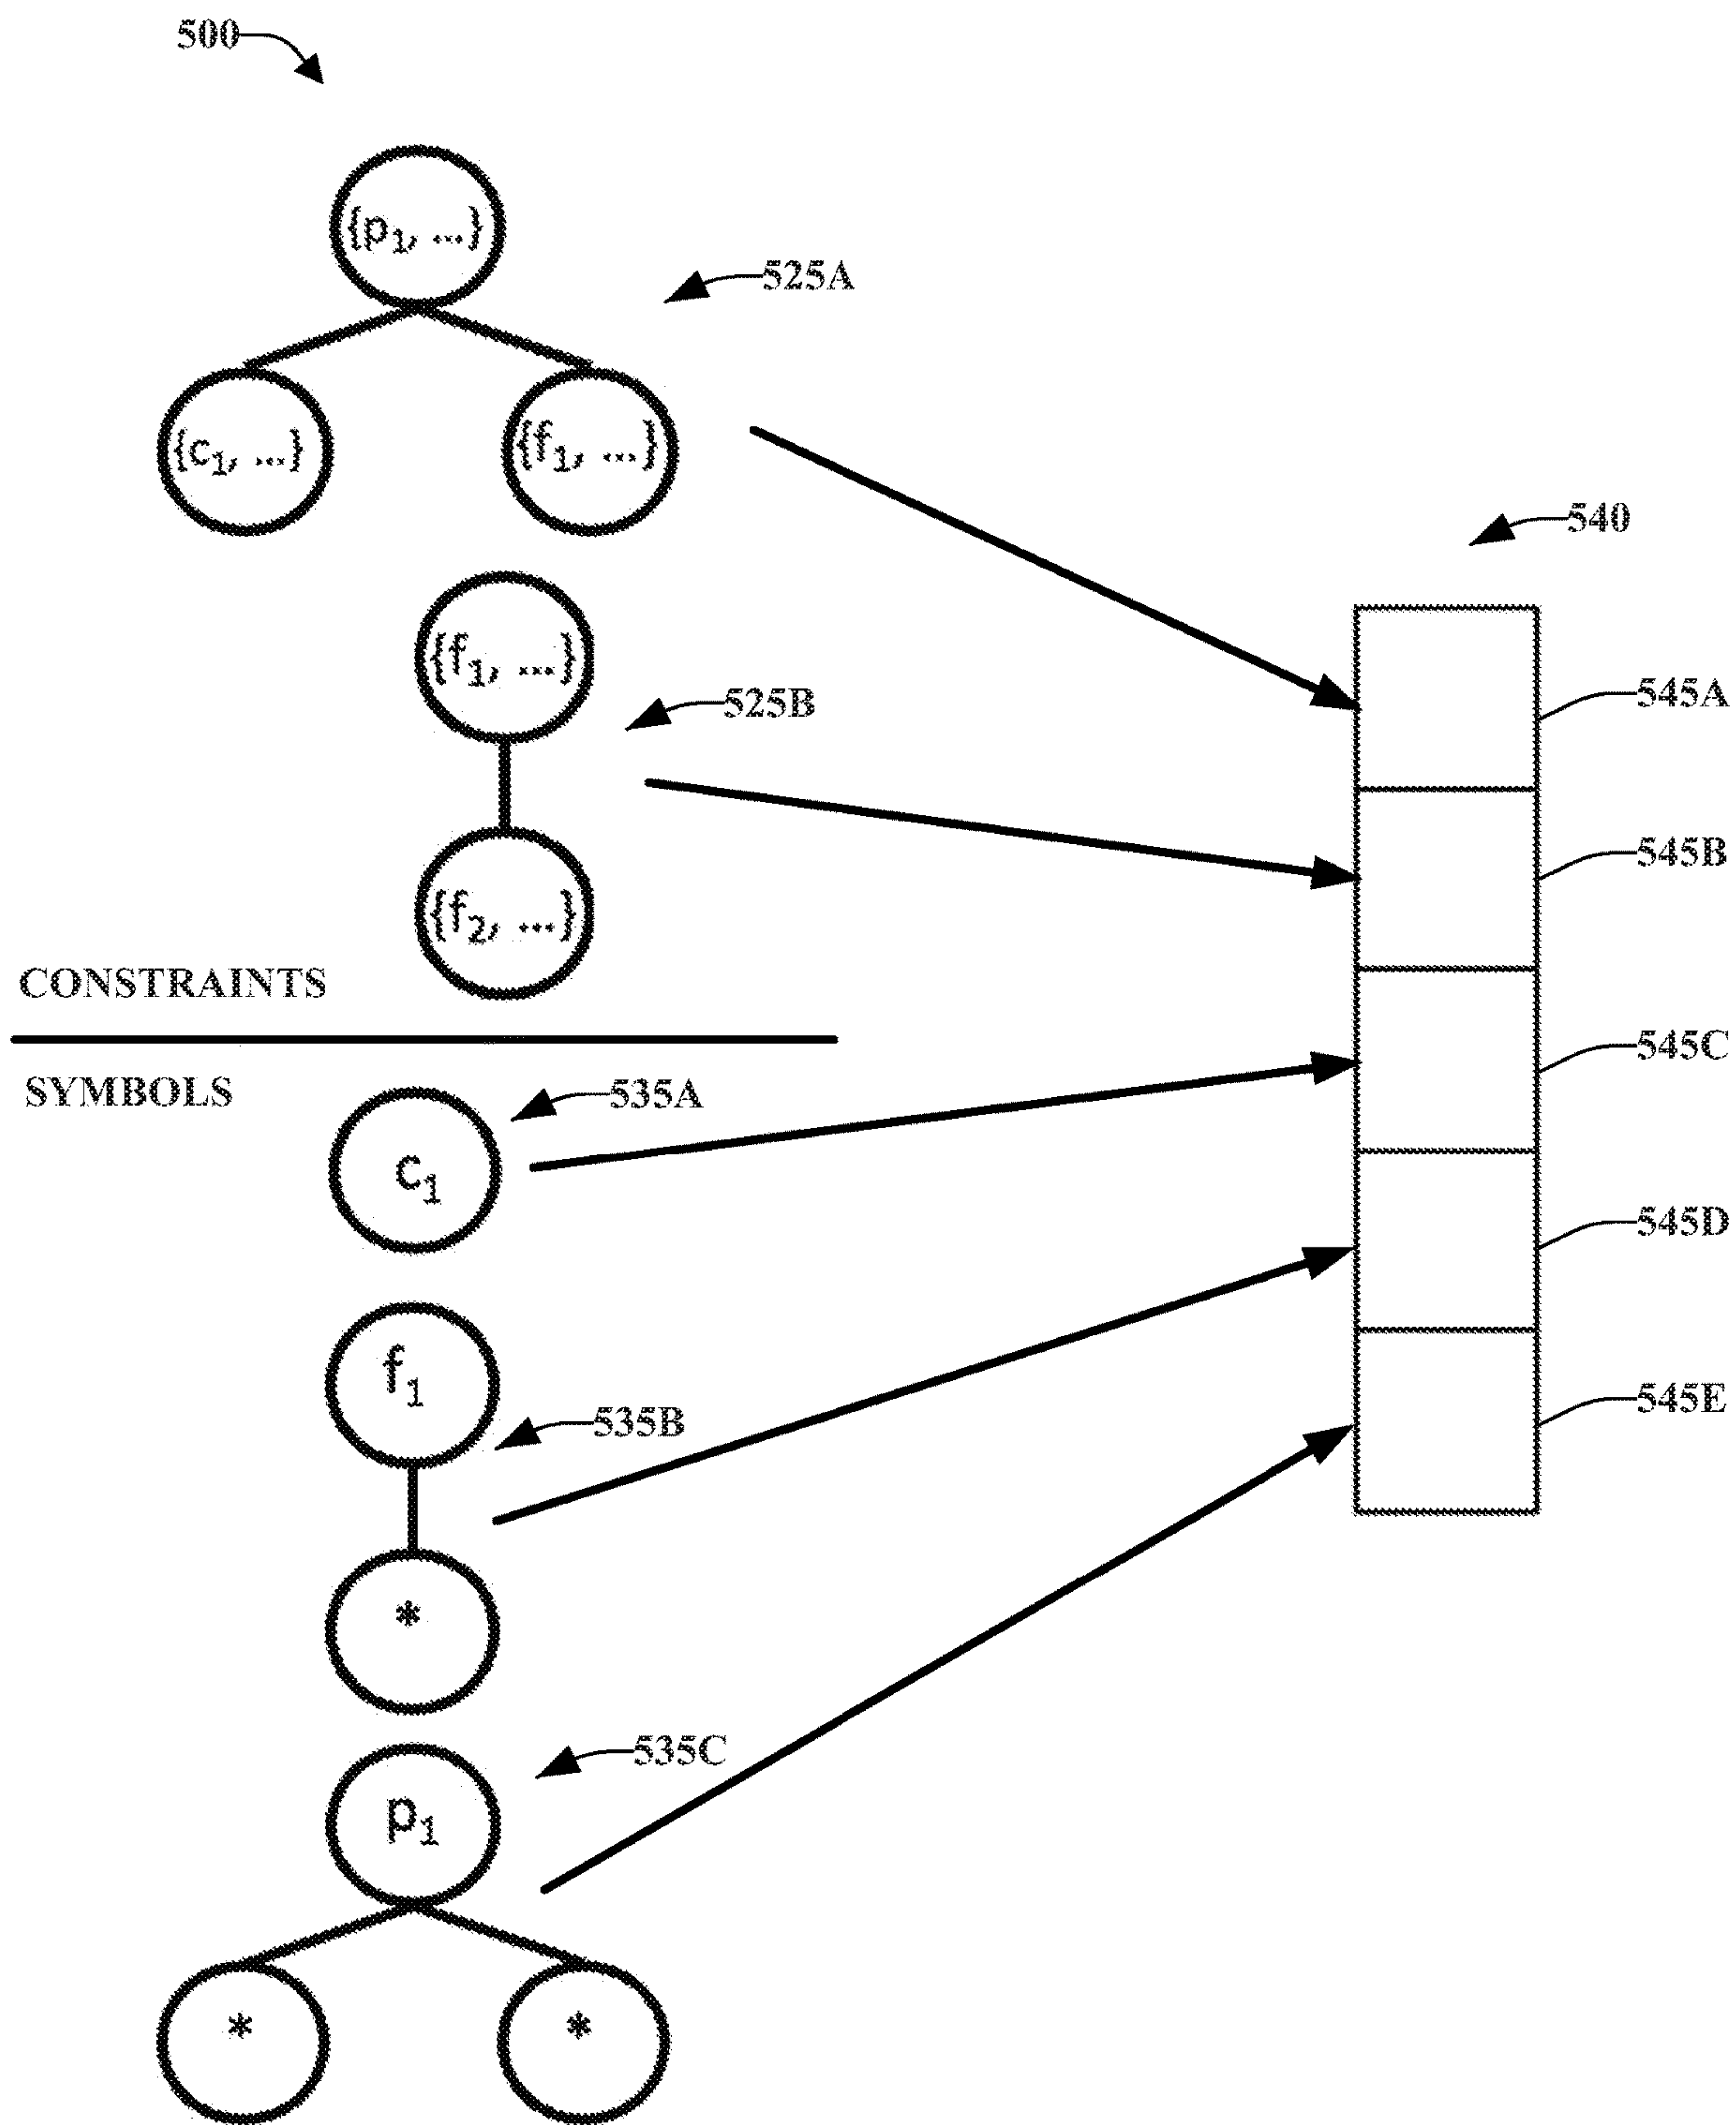 500
{p₁, ...}
525A
{c₁, ...} {f₁, ...}
540
{f₁, ...}
525B
545A
545B
{f₂, ...}
CONSTRAINTS
545C
SYMBOLS
535A
c₁
545D
f₁
535B
545E
*
535C
p₁
* *